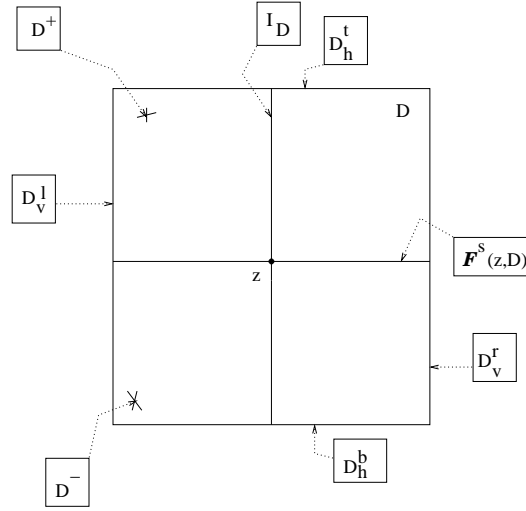 D^+
I_D
D_h^t
D
D_v^l
F^s(z,D)
z
D_v^r
D_h^b
D^−